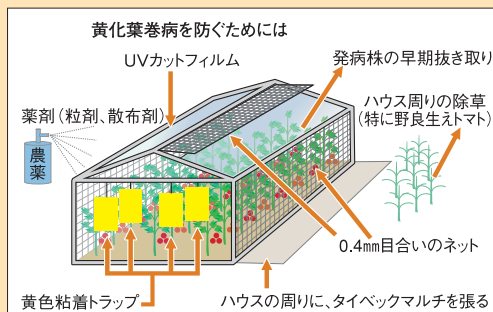 黄化葉巻病を防ぐためには
UVカットフィルム
発病株の早期抜き取り
薬剤(粒剤、散布剤)
ハウス周りの除草
(特に野良生えトマト)
農薬
0.4㎜目合いのネット
黄色粘着トラップ
ハウスの周りに、タイベックマルチを張る